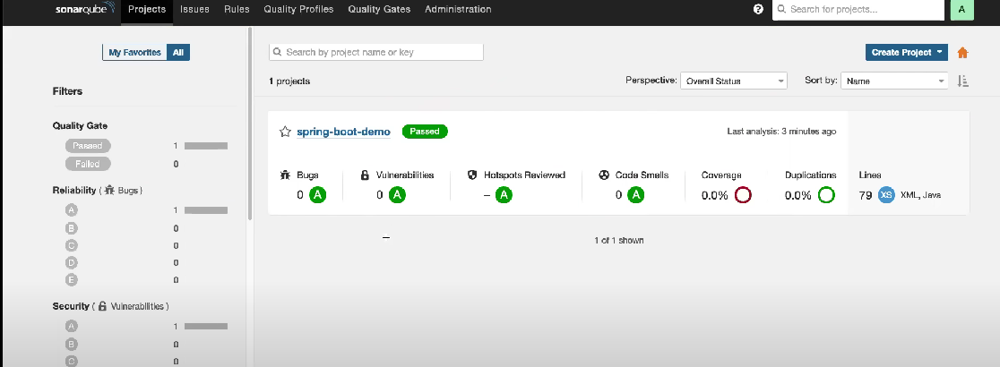 sonarqube Projects Issues Rules Quality Profiles Quality Gates Administration ? Search for projects... A
My Favorites All
Search by project name or key
Create Project
Filters
1 projects
Perspective: Overall Status
Sort by: Name
Quality Gate
Passed 1
Failed 0
Reliability ( Bugs )
A 1
B 0
C 0
D 0
E 0
Security ( Vulnerabilities )
A 1
B 0
C 0
spring-boot-demo Passed
Last analysis: 3 minutes ago
Bugs Vulnerabilities Hotspots Reviewed Code Smells Coverage Duplications Lines
0 A 0 A – A 0 A 0.0% 0.0% 79 XS XML, Java
1 of 1 shown